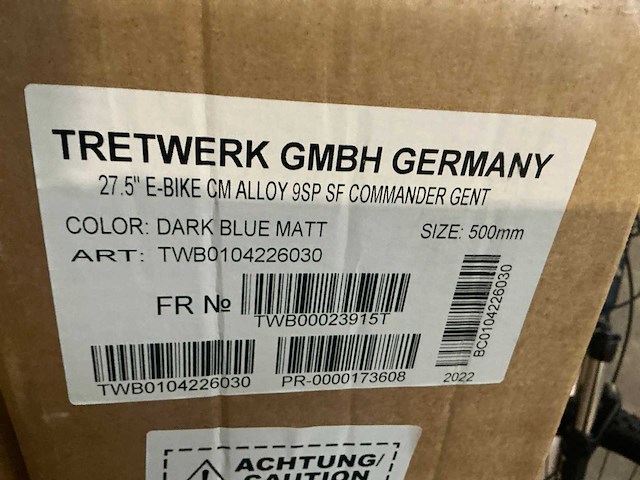 TRETWERK GMBH GERMANY
27.5" E-BIKE CM ALLOY 9SP SF COMMANDER GENT
COLOR: DARK BLUE MATT SIZE: 500mm
ART: TWB0104226030
FR № TWB00023915T
BC0104226030
TWB0104226030 PR-0000173608 2022
ACHTUNG/
CAUTION